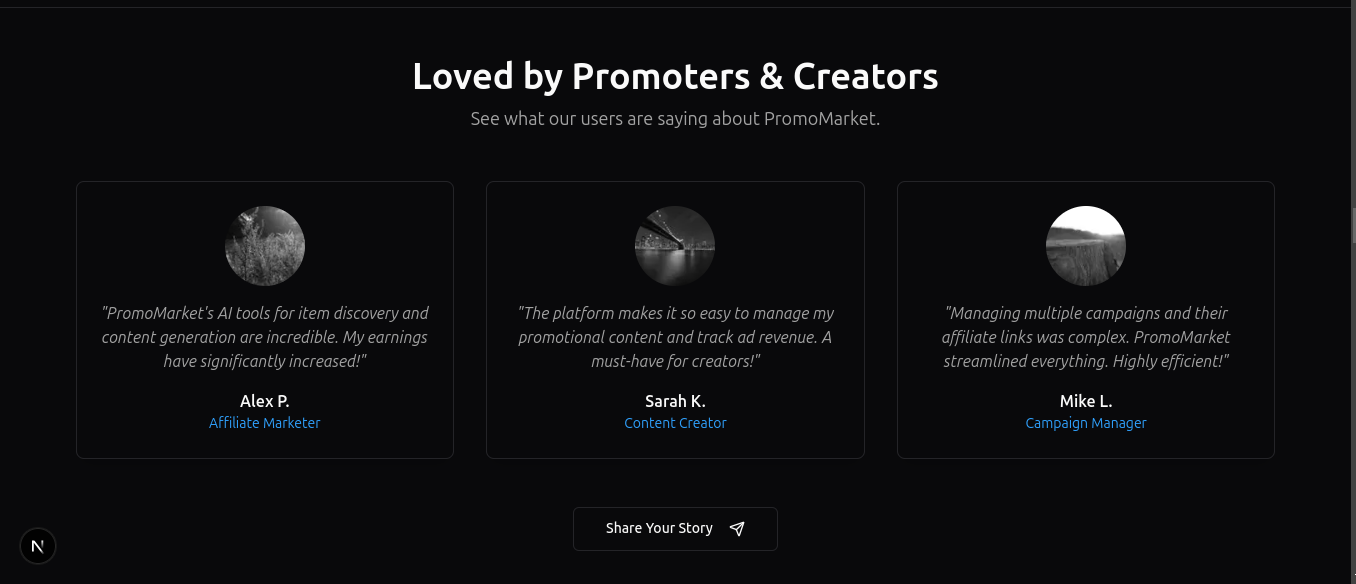 Loved by Promoters & Creators
See what our users are saying about PromoMarket.
"PromoMarket's AI tools for item discovery and
content generation are incredible. My earnings
have significantly increased!"
Alex P.
Affiliate Marketer
"The platform makes it so easy to manage my
promotional content and track ad revenue. A
must-have for creators!"
Sarah K.
Content Creator
"Managing multiple campaigns and their
affiliate links was complex. PromoMarket
streamlined everything. Highly efficient!"
Mike L.
Campaign Manager
Share Your Story
N